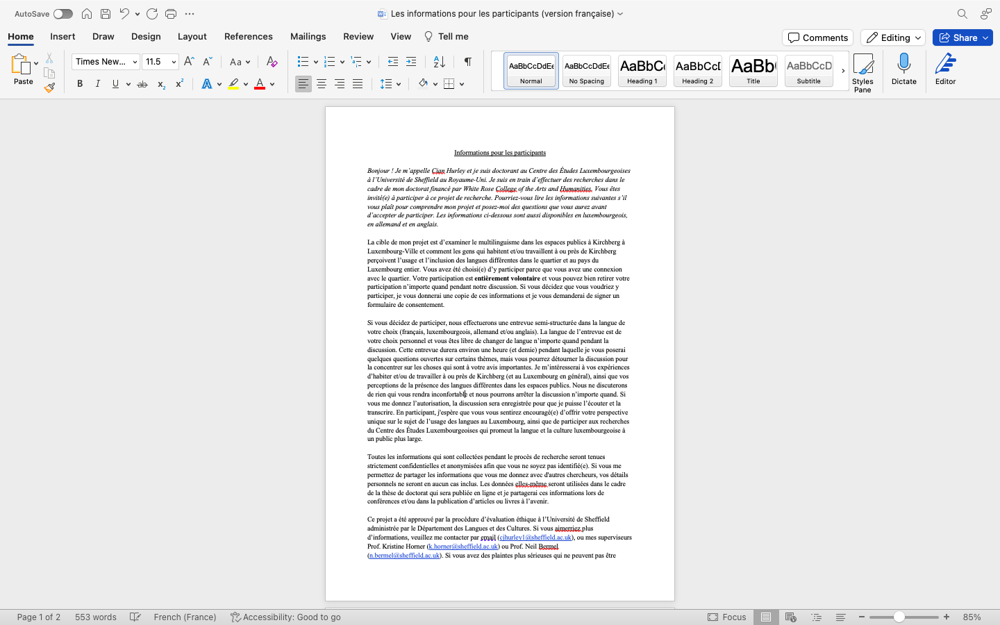 AutoSave
Les informations pour les participants (version française)
Home Insert Draw Design Layout References Mailings Review View Tell me
Comments Editing Share
Paste
Times New... 11.5 A A Aa A
B I U ab x₂ x² A A
AaBbCcDdEe AaBbCcDdEe AaBbC AaBbCcD AaBb AaBbCcD
Normal No Spacing Heading 1 Heading 2 Title Subtitle
Styles Pane
Dictate
Editor
Informations pour les participants
Bonjour ! Je m’appelle Cian Hurley et je suis doctorant au Centre des Études Luxembourgeoises
à l’Université de Sheffield au Royaume-Uni. Je suis en train d’effectuer des recherches dans le
cadre de mon doctorat financé par White Rose College of the Arts and Humanities. Vous êtes
invité(e) à participer à ce projet de recherche. Pourriez-vous lire les informations suivantes s’il
vous plaît pour comprendre mon projet et posez-moi des questions que vous aurez avant
d’accepter de participer. Les informations ci-dessous sont aussi disponibles en luxembourgeois,
en allemand et en anglais.
La cible de mon projet est d’examiner le multilinguisme dans les espaces publics à Kirchberg à
Luxembourg-Ville et comment les gens qui habitent et/ou travaillent à ou près de Kirchberg
perçoivent l’usage et l’inclusion des langues différentes dans le quartier et au pays du
Luxembourg entier. Vous avez été choisi(e) d’y participer parce que vous avez une connexion
avec le quartier. Votre participation est entièrement volontaire et vous pouvez bien retirer votre
participation n’importe quand pendant notre discussion. Si vous décidez que vous voudriez y
participer, je vous donnerai une copie de ces informations et je vous demanderai de signer un
formulaire de consentement.
Si vous décidez de participer, nous effectuerons une entrevue semi-structurée dans la langue de
votre choix (français, luxembourgeois, allemand et/ou anglais). La langue de l’entrevue est de
votre choix personnel et vous êtes libre de changer de langue n’importe quand pendant la
discussion. Cette entrevue durera environ une heure (et demie) pendant laquelle je vous poserai
quelques questions ouvertes sur certains thèmes, mais vous pourrez détourner la discussion pour
la concentrer sur les choses qui sont à votre avis importantes. Je m’intéresserai à vos expériences
d’habiter et/ou de travailler à ou près de Kirchberg (et au Luxembourg en général), ainsi que vos
perceptions de la présence des langues différentes dans les espaces publics. Nous ne discuterons
de rien qui vous rendra inconfortable et nous pourrons arrêter la discussion n’importe quand. Si
vous me donnez l’autorisation, la discussion sera enregistrée pour que je puisse l’écouter et la
transcrire. En participant, j'espère que vous vous sentirez encouragé(e) d’offrir votre perspective
unique sur le sujet de l’usage des langues au Luxembourg, ainsi que de participer aux recherches
du Centre des Études Luxembourgeoises qui promeut la langue et la culture luxembourgeoise à
un public plus large.
Toutes les informations qui sont collectées pendant le procès de recherche seront tenues
strictement confidentielles et anonymisées afin que vous ne soyez pas identifié(e). Si vous me
permettez de partager les informations que vous me donnez avec d'autres chercheurs, vos détails
personnels ne seront en aucun cas inclus. Les données elles-même seront utilisées dans le cadre
de la thèse de doctorat qui sera publiée en ligne et je partagerai ces informations lors de
conférences et/ou dans la publication d’articles ou livres à l’avenir.
Ce projet a été approuvé par la procédure d’évaluation éthique à l’Université de Sheffield
administrée par le Département des Langues et des Cultures. Si vous aimerriez plus
d’informations, veuillez me contacter par email (cjhurley1@sheffield.ac.uk), ou mes superviseurs
Prof. Kristine Horner (k.horner@sheffield.ac.uk) ou Prof. Neil Bermel
(n.bermel@sheffield.ac.uk). Si vous avez des plaintes plus sérieuses qui ne peuvent pas être
Page 1 of 2 553 words French (France) Accessibility: Good to go Focus 85%